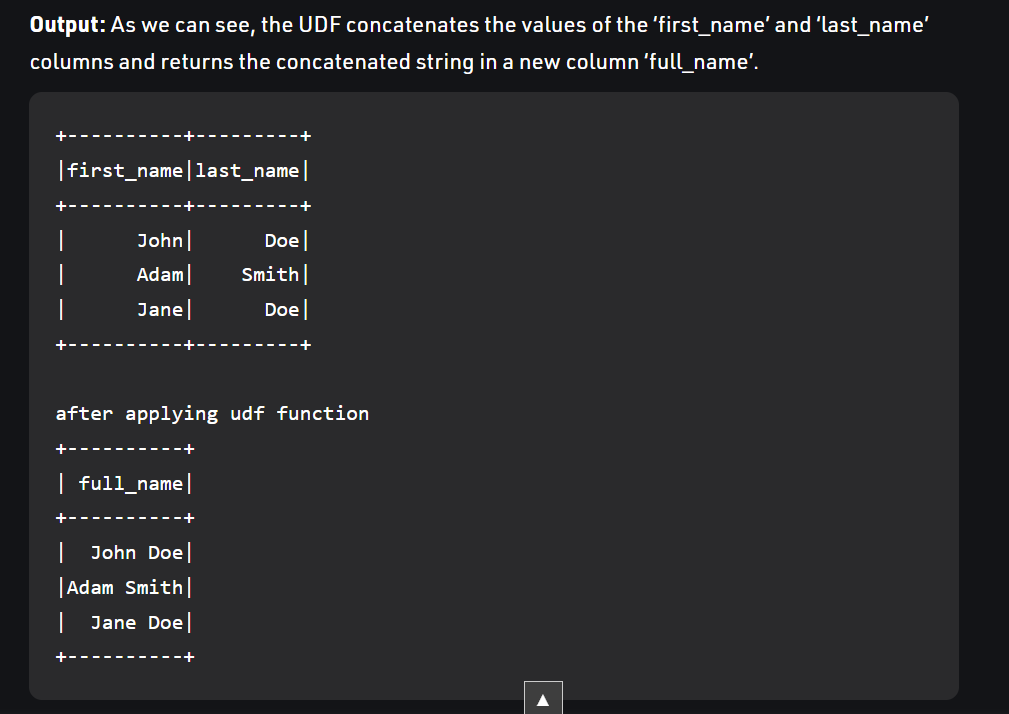 Output: As we can see, the UDF concatenates the values of the ‘first_name’ and ‘last_name’
columns and returns the concatenated string in a new column ‘full_name’.
+----------+---------+
|first_name|last_name|
+----------+---------+
|      John|      Doe|
|      Adam|    Smith|
|      Jane|      Doe|
+----------+---------+
after applying udf function
+----------+
| full_name|
+----------+
|  John Doe|
|Adam Smith|
|  Jane Doe|
+----------+
▲